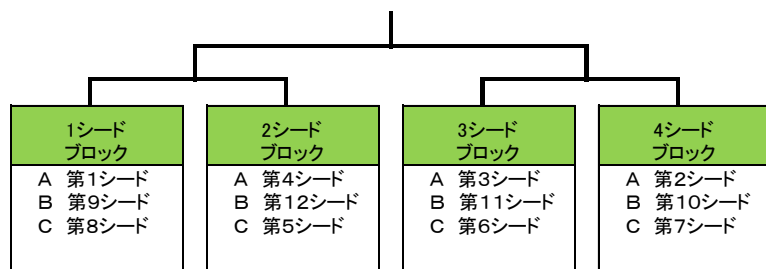 1シード
ブロック
A 第1シード
B 第9シード
C 第8シード
2シード
ブロック
A 第4シード
B 第12シード
C 第5シード
3シード
ブロック
A 第3シード
B 第11シード
C 第6シード
4シード
ブロック
A 第2シード
B 第10シード
C 第7シード